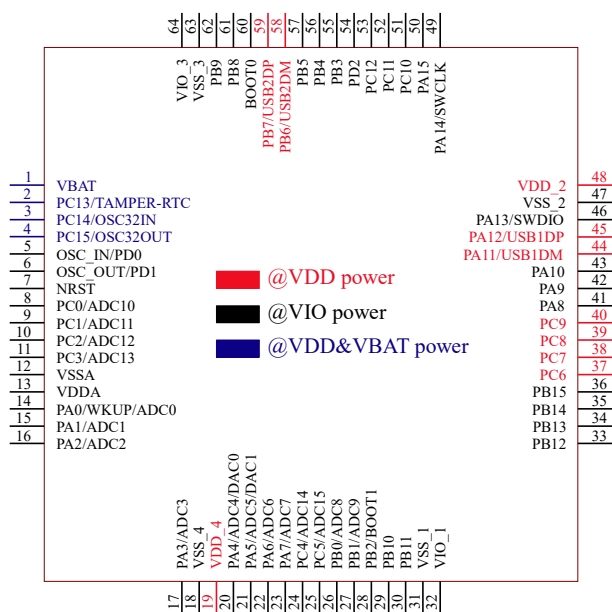 64 63 62 61 60 59 58 57 56 55 54 53 52 51 50 49
VIO_3
VSS_3
PB9
PB8
BOOT0
PB7/USB2DP
PB6/USB2DM
PB5
PB4
PB3
PD2
PC12
PC11
PC10
PA15
PA14/SWCLK
1 VBAT
2 PC13/TAMPER-RTC
3 PC14/OSC32IN
4 PC15/OSC32OUT
5 OSC_IN/PD0
6 OSC_OUT/PD1
7 NRST
8 PC0/ADC10
9 PC1/ADC11
10 PC2/ADC12
11 PC3/ADC13
12 VSSA
13 VDDA
14 PA0/WKUP/ADC0
15 PA1/ADC1
16 PA2/ADC2
@VDD power
@VIO power
@VDD&VBAT power
VDD_2 48
VSS_2 47
PA13/SWDIO 46
PA12/USB1DP 45
PA11/USB1DM 44
PA10 43
PA9 42
PA8 41
PC9 40
PC8 39
PC7 38
PC6 37
PB15 36
PB14 35
PB13 34
PB12 33
PA3/ADC3
VSS_4
VDD_4
PA4/ADC4/DAC0
PA5/ADC5/DAC1
PA6/ADC6
PA7/ADC7
PC4/ADC14
PC5/ADC15
PB0/ADC8
PB1/ADC9
PB2/BOOT1
PB10
PB11
VSS_1
VIO_1
17 18 19 20 21 22 23 24 25 26 27 28 29 30 31 32